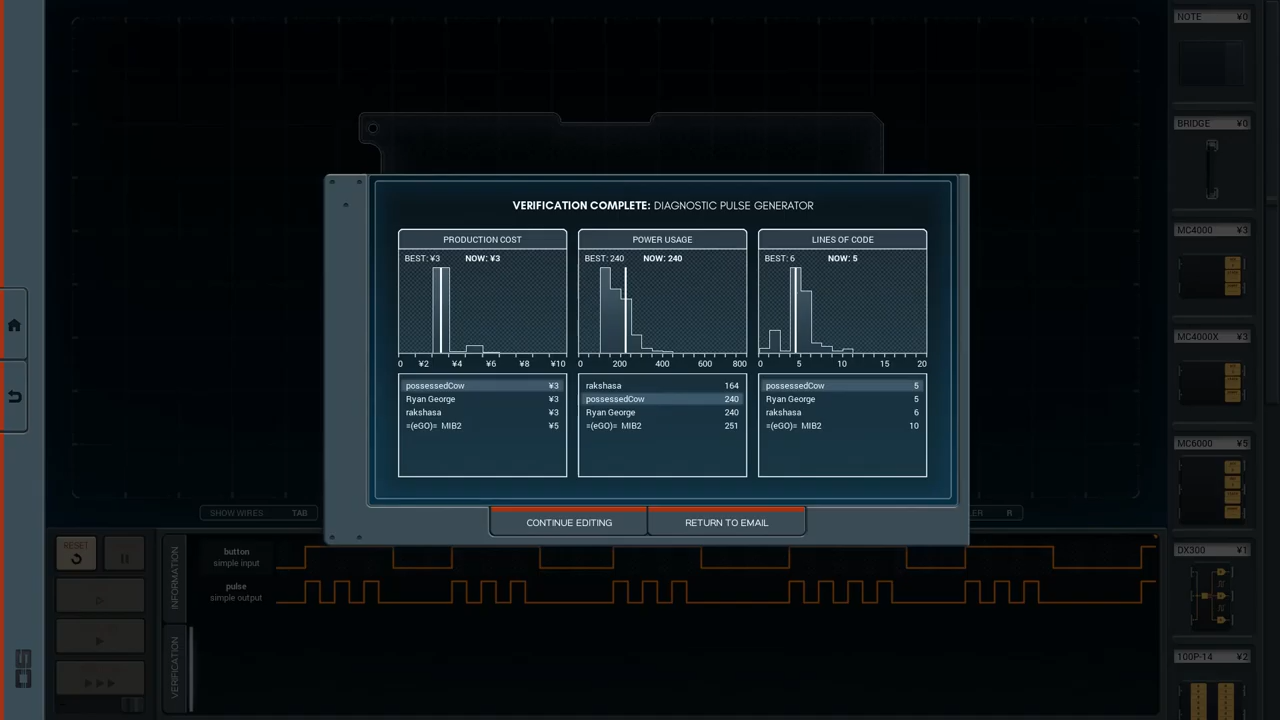 NOTE ¥0
BRIDGE ¥0
MC4000 ¥3
MC4000X ¥3
MC6000 ¥5
DX300 ¥1
100P-14 ¥2
VERIFICATION COMPLETE: DIAGNOSTIC PULSE GENERATOR
PRODUCTION COST
BEST: ¥3 NOW: ¥3
0 ¥2 ¥4 ¥6 ¥8 ¥10
possessedCow ¥3
Ryan George ¥3
rakshasa ¥3
=(eGO)= MIB2 ¥5
POWER USAGE
BEST: 240 NOW: 240
0 200 400 600 800
rakshasa 164
possessedCow 240
Ryan George 240
=(eGO)= MIB2 251
LINES OF CODE
BEST: 6 NOW: 5
0 5 10 15 20
possessedCow 5
Ryan George 5
rakshasa 6
=(eGO)= MIB2 10
CONTINUE EDITING
RETURN TO EMAIL
SHOW WIRES TAB
LER R
RESET
INFORMATION
VERIFICATION
button
simple input
pulse
simple output